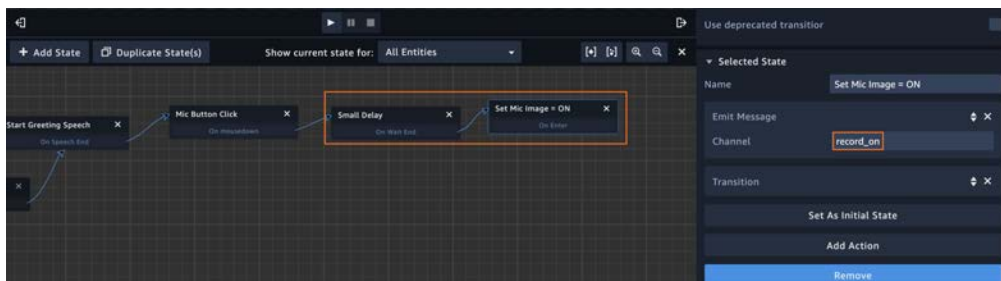 Use deprecated transitior
+ Add State
Duplicate State(s)
Show current state for: All Entities
Selected State
Name
Set Mic Image = ON
Start Greeting Speech
On Speech End
Mic Button Click
On mousedown
Small Delay
On Wait End
Set Mic Image = ON
On Enter
Emit Message
Channel
record_on
Transition
Set As Initial State
Add Action
Remove